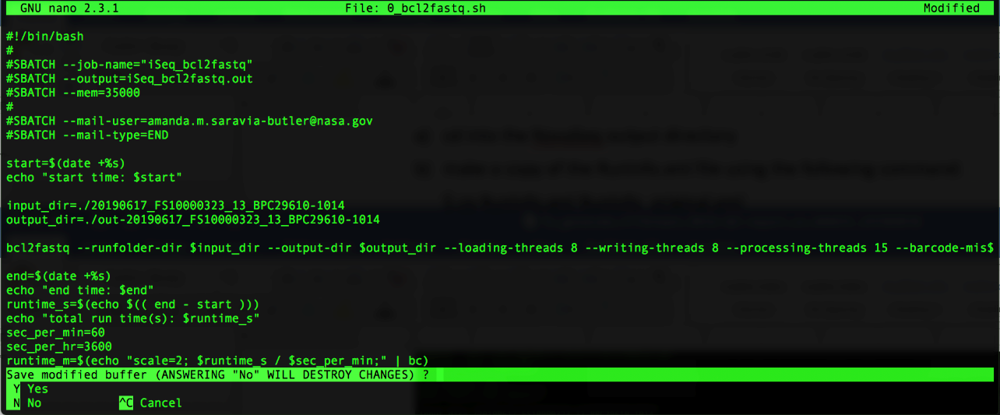 GNU nano 2.3.1 File: 0_bcl2fastq.sh Modified
#!/bin/bash
#
#SBATCH --job-name="iSeq_bcl2fastq"
#SBATCH --output=iSeq_bcl2fastq.out
#SBATCH --mem=35000
#
#SBATCH --mail-user=amanda.m.saravia-butler@nasa.gov
#SBATCH --mail-type=END
start=$(date +%s)
echo "start time: $start"
input_dir=./20190617_FS10000323_13_BPC29610-1014
output_dir=./out-20190617_FS10000323_13_BPC29610-1014
bcl2fastq --runfolder-dir $input_dir --output-dir $output_dir --loading-threads 8 --writing-threads 8 --processing-threads 15 --barcode-mis$
end=$(date +%s)
echo "end time: $end"
runtime_s=$(echo $(( end - start )))
echo "total run time(s): $runtime_s"
sec_per_min=60
sec_per_hr=3600
runtime_m=$(echo "scale=2; $runtime_s / $sec_per_min;" | bc)
Save modified buffer (ANSWERING "No" WILL DESTROY CHANGES) ?
Y Yes
N No ^C Cancel